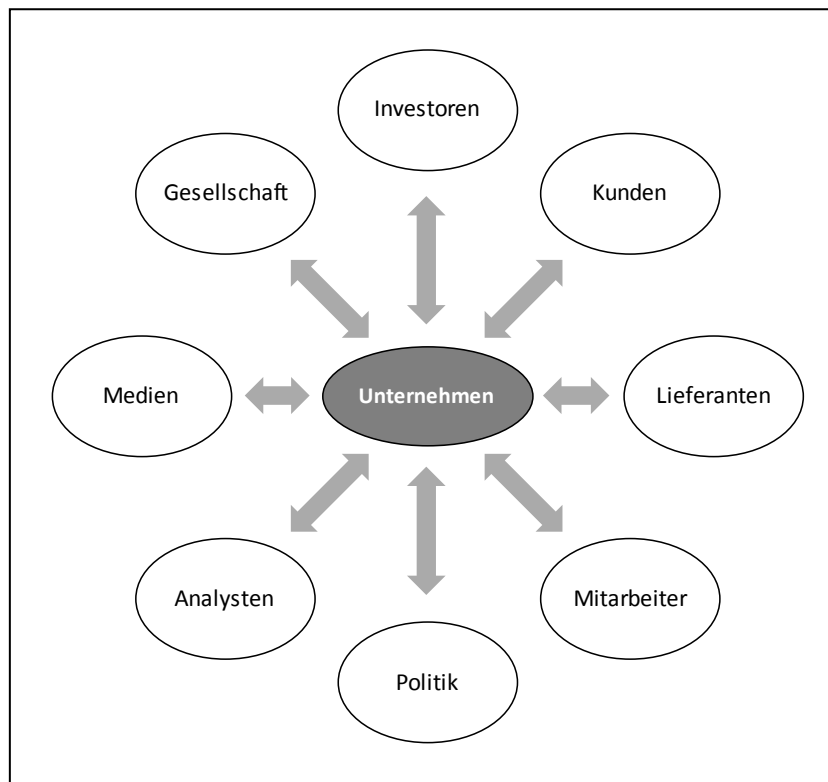 Investoren
Gesellschaft
Kunden
Medien
Unternehmen
Lieferanten
Analysten
Mitarbeiter
Politik